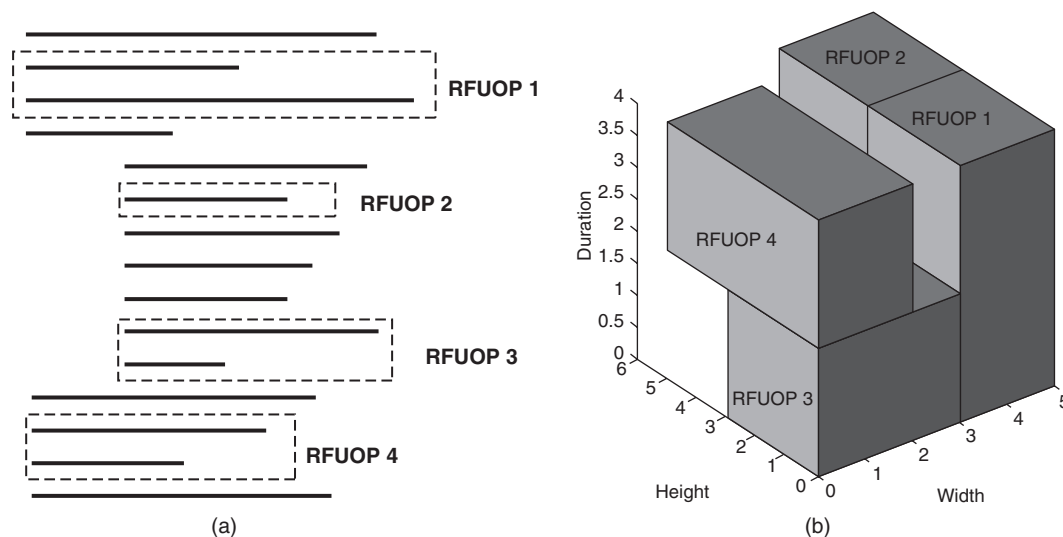 RFUOP 1
RFUOP 2
RFUOP 3
RFUOP 4
(a)
RFUOP 2
RFUOP 1
RFUOP 4
RFUOP 3
Duration
4
3.5
3
2.5
2
1.5
1
0.5
0
6
5
4
3
2
1
0
0
1
2
3
4
5
Height
Width
(b)